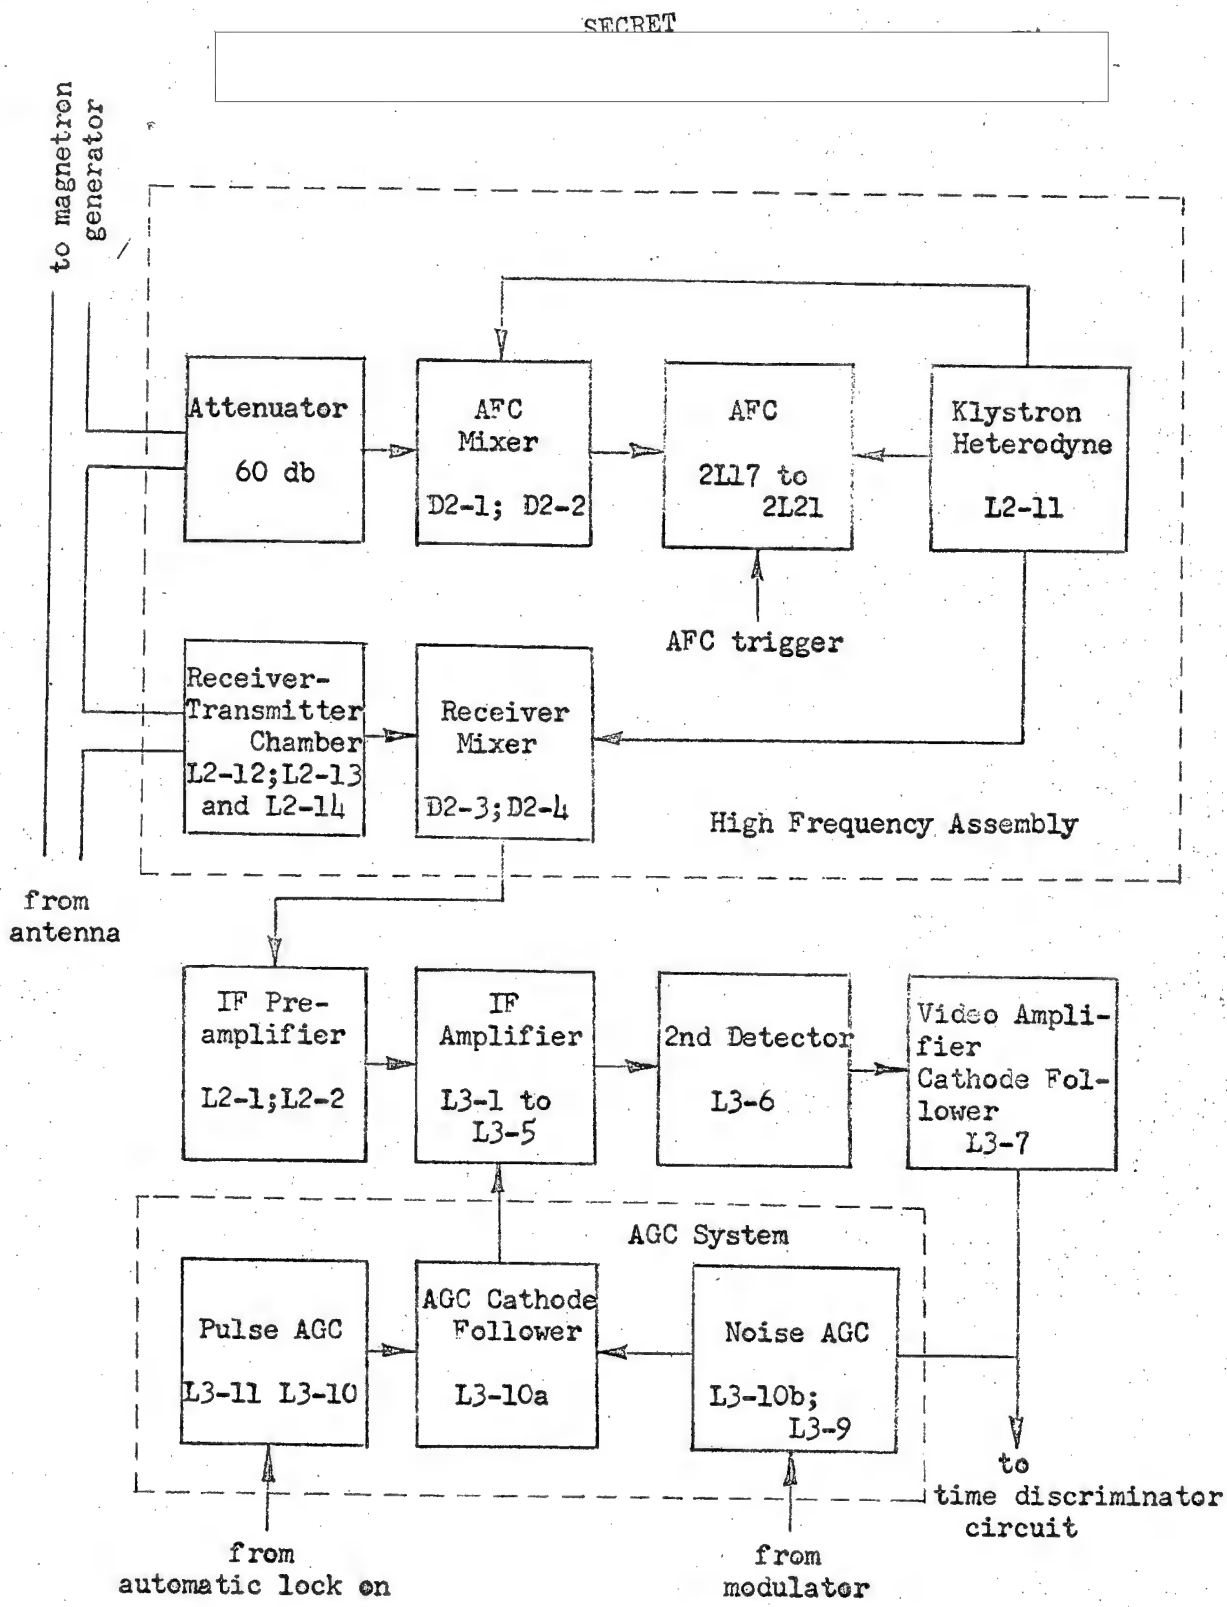 SECRET
to magnetron
generator
Attenuator
60 db
AFC
Mixer
D2-1; D2-2
AFC
2L17 to
2L21
Klystron
Heterodyne
L2-11
AFC trigger
Receiver-
Transmitter
Chamber
L2-12;L2-13
and L2-14
Receiver
Mixer
D2-3;D2-4
High Frequency Assembly
from
antenna
IF Pre-
amplifier
L2-1;L2-2
IF
Amplifier
L3-1 to
L3-5
2nd Detector
L3-6
Video Ampli-
fier
Cathode Fol-
lower
L3-7
AGC System
Pulse AGC
L3-11 L3-10
AGC Cathode
Follower
L3-10a
Noise AGC
L3-10b;
L3-9
to
time discriminator
circuit
from
automatic lock on
from
modulator